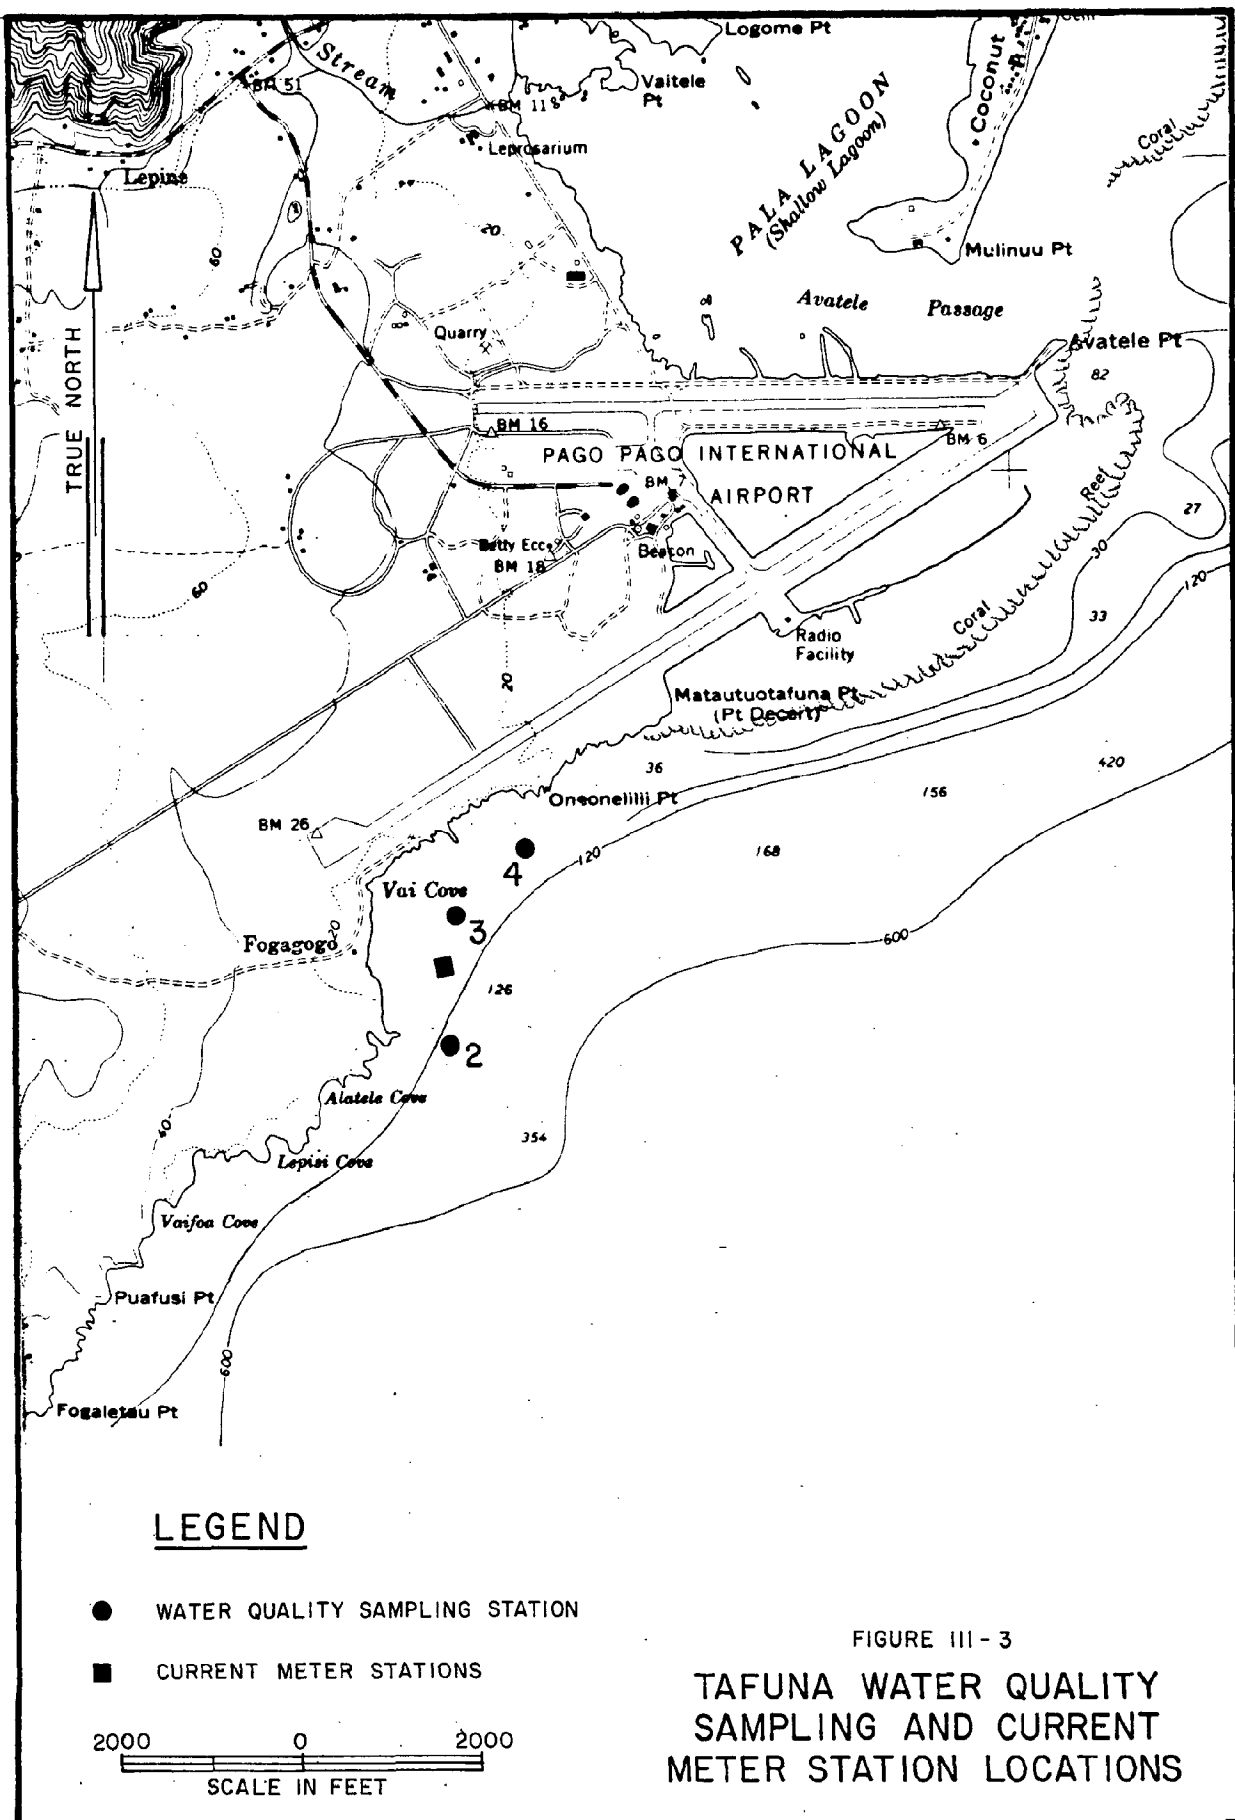 Logome Pt
Stream
Vaitele
Pt
BM 51
BM 118
Leprosarium
Lepine
PALA LAGOON
(Shallow Lagoon)
Coconut
Coral
Mulinuu Pt
60
20
Avatele Passage
Quarry
Avatele Pt
82
TRUE NORTH
BM 16
BM 6
PAGO PAGO INTERNATIONAL
AIRPORT
BM 7
Reef
27
Betty Ecco
BM 18
Beacon
30
120
60
33
Coral
Radio
Facility
20
Matautuotafuna Pt
(Pt Decert)
36
420
156
Oneonelilii Pt
BM 26
120
168
4
Vai Cove
3
20
Fogagogo
600
126
2
Alatele Cove
40
354
Lepisi Cove
Vaifoa Cove
Puafusi Pt
600
Fogaletau Pt
LEGEND
WATER QUALITY SAMPLING STATION
CURRENT METER STATIONS
2000 0 2000
SCALE IN FEET
FIGURE III-3
TAFUNA WATER QUALITY
SAMPLING AND CURRENT
METER STATION LOCATIONS